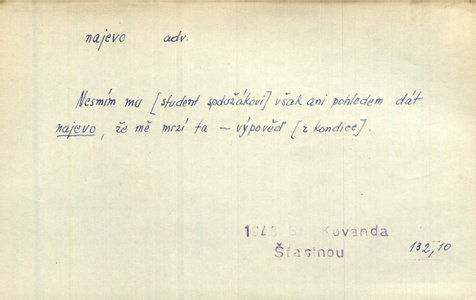 najevo adv.
Nesmím mu [student spolužákovi] však ani pohledem dát
najevo, že mě mrzí ta – výpověď [z kondice].
1948 Kovanda
Šťastnou
132,10